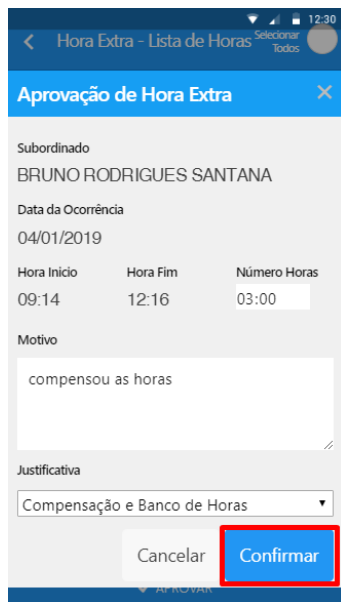 12:30
Hora Extra - Lista de Horas Selecionar
Todos
Aprovação de Hora Extra
Subordinado
BRUNO RODRIGUES SANTANA
Data da Ocorrência
04/01/2019
Hora Inicio Hora Fim Número Horas
09:14 12:16 03:00
Motivo
compensou as horas
Justificativa
Compensação e Banco de Horas
Cancelar Confirmar
APROVAR